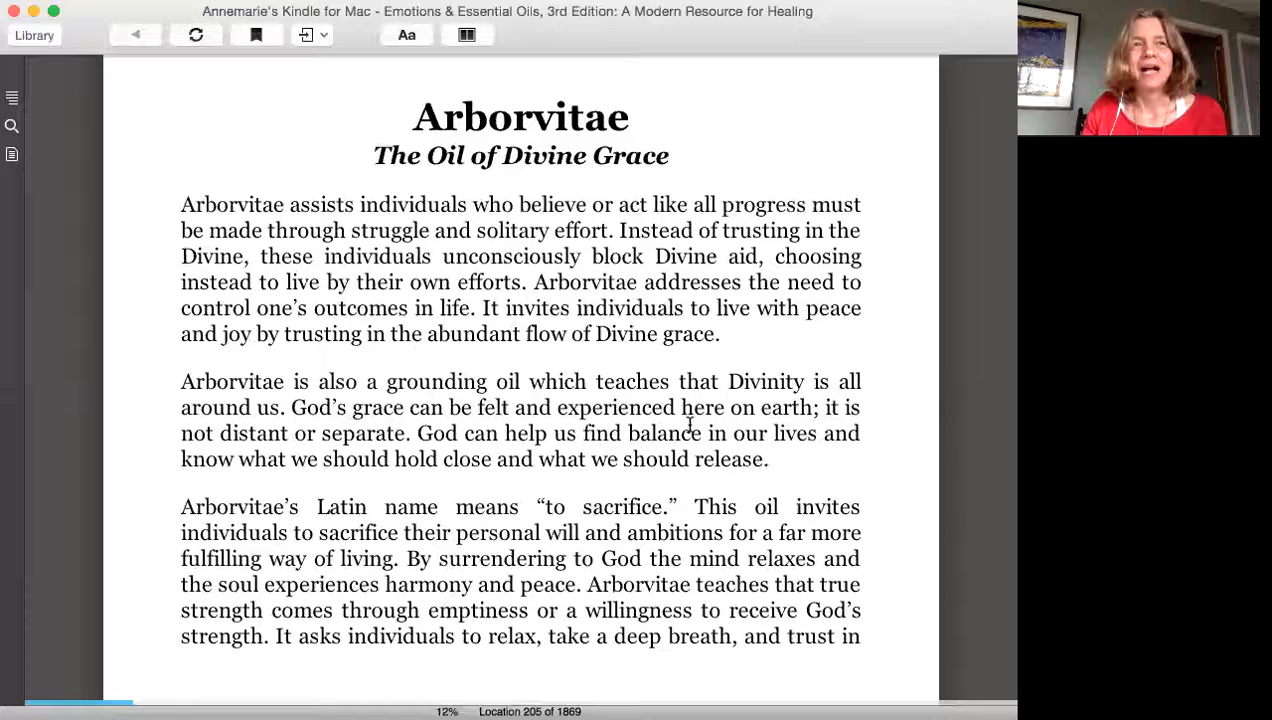 Annemarie's Kindle for Mac - Emotions & Essential Oils, 3rd Edition: A Modern Resource for Healing
Library
Aa
Arborvitae
The Oil of Divine Grace
Arborvitae assists individuals who believe or act like all progress must
be made through struggle and solitary effort. Instead of trusting in the
Divine, these individuals unconsciously block Divine aid, choosing
instead to live by their own efforts. Arborvitae addresses the need to
control one’s outcomes in life. It invites individuals to live with peace
and joy by trusting in the abundant flow of Divine grace.
Arborvitae is also a grounding oil which teaches that Divinity is all
around us. God’s grace can be felt and experienced here on earth; it is
not distant or separate. God can help us find balance in our lives and
know what we should hold close and what we should release.
Arborvitae’s Latin name means “to sacrifice.” This oil invites
individuals to sacrifice their personal will and ambitions for a far more
fulfilling way of living. By surrendering to God the mind relaxes and
the soul experiences harmony and peace. Arborvitae teaches that true
strength comes through emptiness or a willingness to receive God’s
strength. It asks individuals to relax, take a deep breath, and trust in
12% Location 205 of 1869